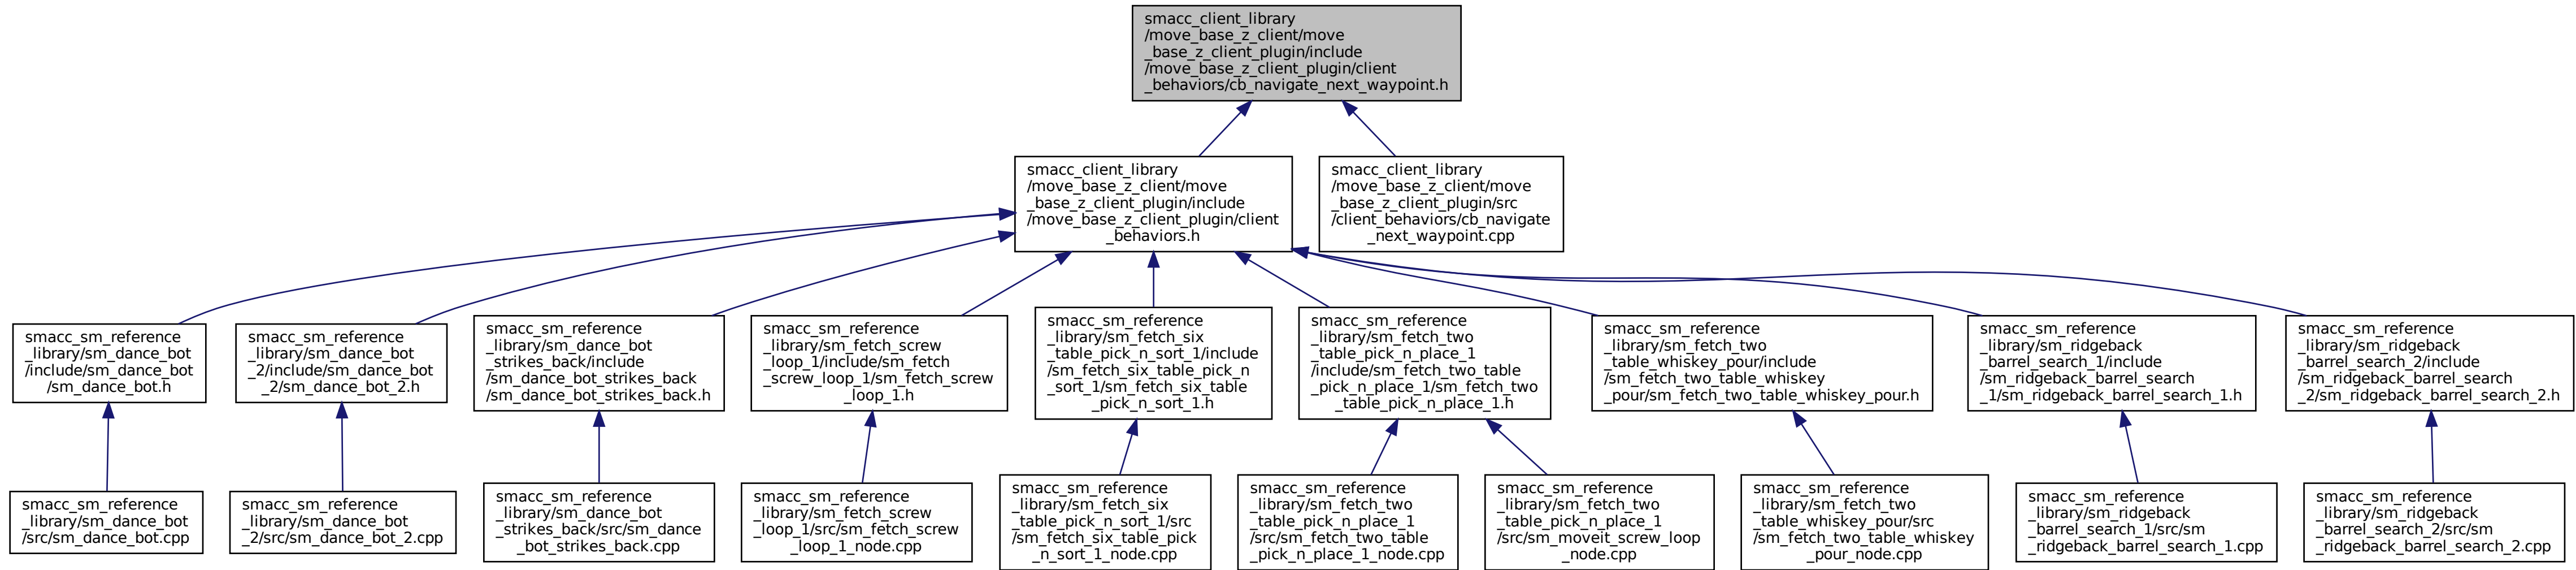 smacc_client_library
/move_base_z_client/move
_base_z_client_plugin/include
/move_base_z_client_plugin/client
_behaviors/cb_navigate_next_waypoint.h
smacc_client_library
/move_base_z_client/move
_base_z_client_plugin/include
/move_base_z_client_plugin/client
_behaviors.h
smacc_client_library
/move_base_z_client/move
_base_z_client_plugin/src
/client_behaviors/cb_navigate
_next_waypoint.cpp
smacc_sm_reference
_library/sm_dance_bot
/include/sm_dance_bot
/sm_dance_bot.h
smacc_sm_reference
_library/sm_dance_bot
_2/include/sm_dance_bot
_2/sm_dance_bot_2.h
smacc_sm_reference
_library/sm_dance_bot
_strikes_back/include
/sm_dance_bot_strikes_back
/sm_dance_bot_strikes_back.h
smacc_sm_reference
_library/sm_fetch_screw
_loop_1/include/sm_fetch
_screw_loop_1/sm_fetch_screw
_loop_1.h
smacc_sm_reference
_library/sm_fetch_six
_table_pick_n_sort_1/include
/sm_fetch_six_table_pick_n
_sort_1/sm_fetch_six_table
_pick_n_sort_1.h
smacc_sm_reference
_library/sm_fetch_two
_table_pick_n_place_1
/include/sm_fetch_two_table
_pick_n_place_1/sm_fetch_two
_table_pick_n_place_1.h
smacc_sm_reference
_library/sm_fetch_two
_table_whiskey_pour/include
/sm_fetch_two_table_whiskey
_pour/sm_fetch_two_table_whiskey_pour.h
smacc_sm_reference
_library/sm_ridgeback
_barrel_search_1/include
/sm_ridgeback_barrel_search
_1/sm_ridgeback_barrel_search_1.h
smacc_sm_reference
_library/sm_ridgeback
_barrel_search_2/include
/sm_ridgeback_barrel_search
_2/sm_ridgeback_barrel_search_2.h
smacc_sm_reference
_library/sm_dance_bot
/src/sm_dance_bot.cpp
smacc_sm_reference
_library/sm_dance_bot
_2/src/sm_dance_bot_2.cpp
smacc_sm_reference
_library/sm_dance_bot
_strikes_back/src/sm_dance
_bot_strikes_back.cpp
smacc_sm_reference
_library/sm_fetch_screw
_loop_1/src/sm_fetch_screw
_loop_1_node.cpp
smacc_sm_reference
_library/sm_fetch_six
_table_pick_n_sort_1/src
/sm_fetch_six_table_pick
_n_sort_1_node.cpp
smacc_sm_reference
_library/sm_fetch_two
_table_pick_n_place_1
/src/sm_fetch_two_table
_pick_n_place_1_node.cpp
smacc_sm_reference
_library/sm_fetch_two
_table_pick_n_place_1
/src/sm_moveit_screw_loop
_node.cpp
smacc_sm_reference
_library/sm_fetch_two
_table_whiskey_pour/src
/sm_fetch_two_table_whiskey
_pour_node.cpp
smacc_sm_reference
_library/sm_ridgeback
_barrel_search_1/src/sm
_ridgeback_barrel_search_1.cpp
smacc_sm_reference
_library/sm_ridgeback
_barrel_search_2/src/sm
_ridgeback_barrel_search_2.cpp